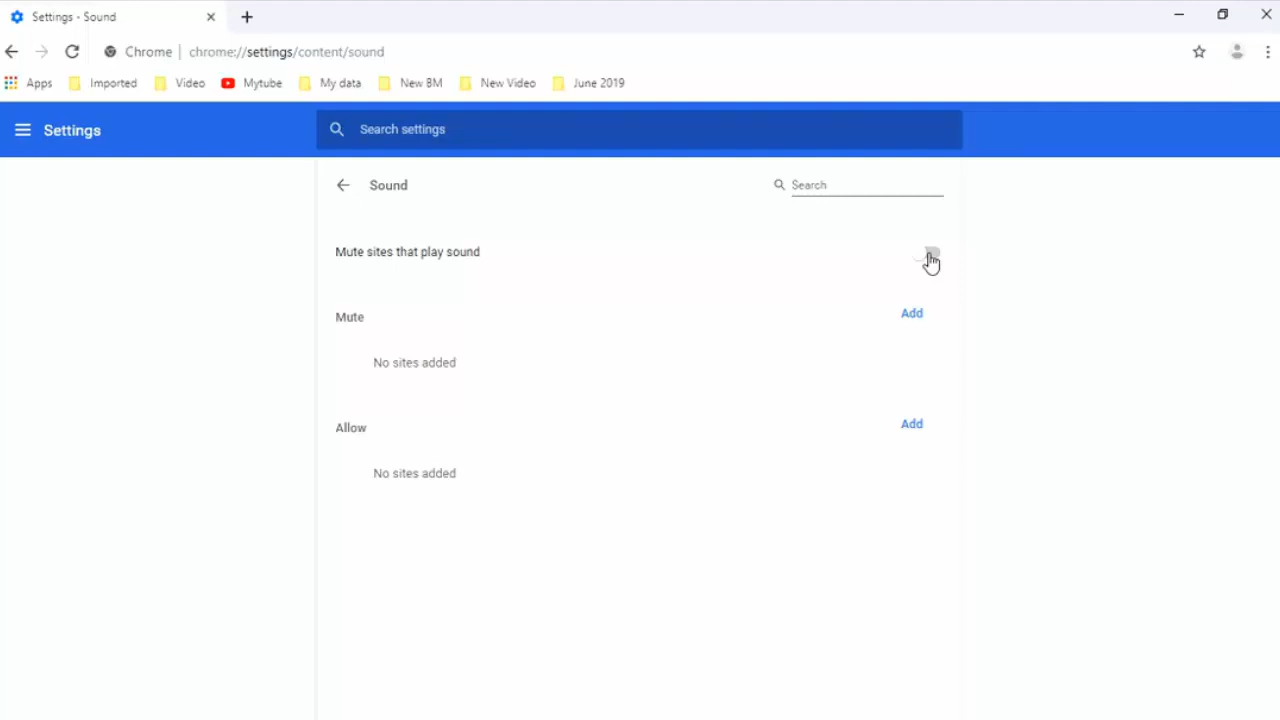 Settings - Sound
Chrome | chrome://settings/content/sound
Apps Imported Video Mytube My data New BM New Video June 2019
Settings Search settings
Sound Search
Mute sites that play sound
Mute Add
No sites added
Allow Add
No sites added